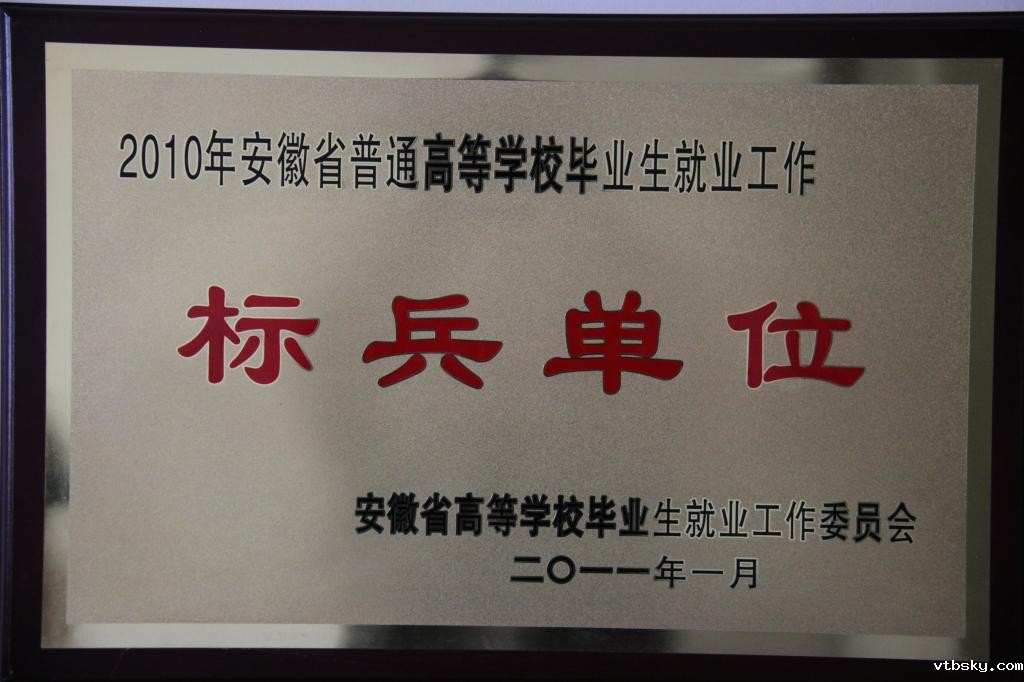 2010年安徽省普通高等学校毕业生就业工作
标兵单位
安徽省高等学校毕业生就业工作委员会
二〇一一年一月
vtbsky.com